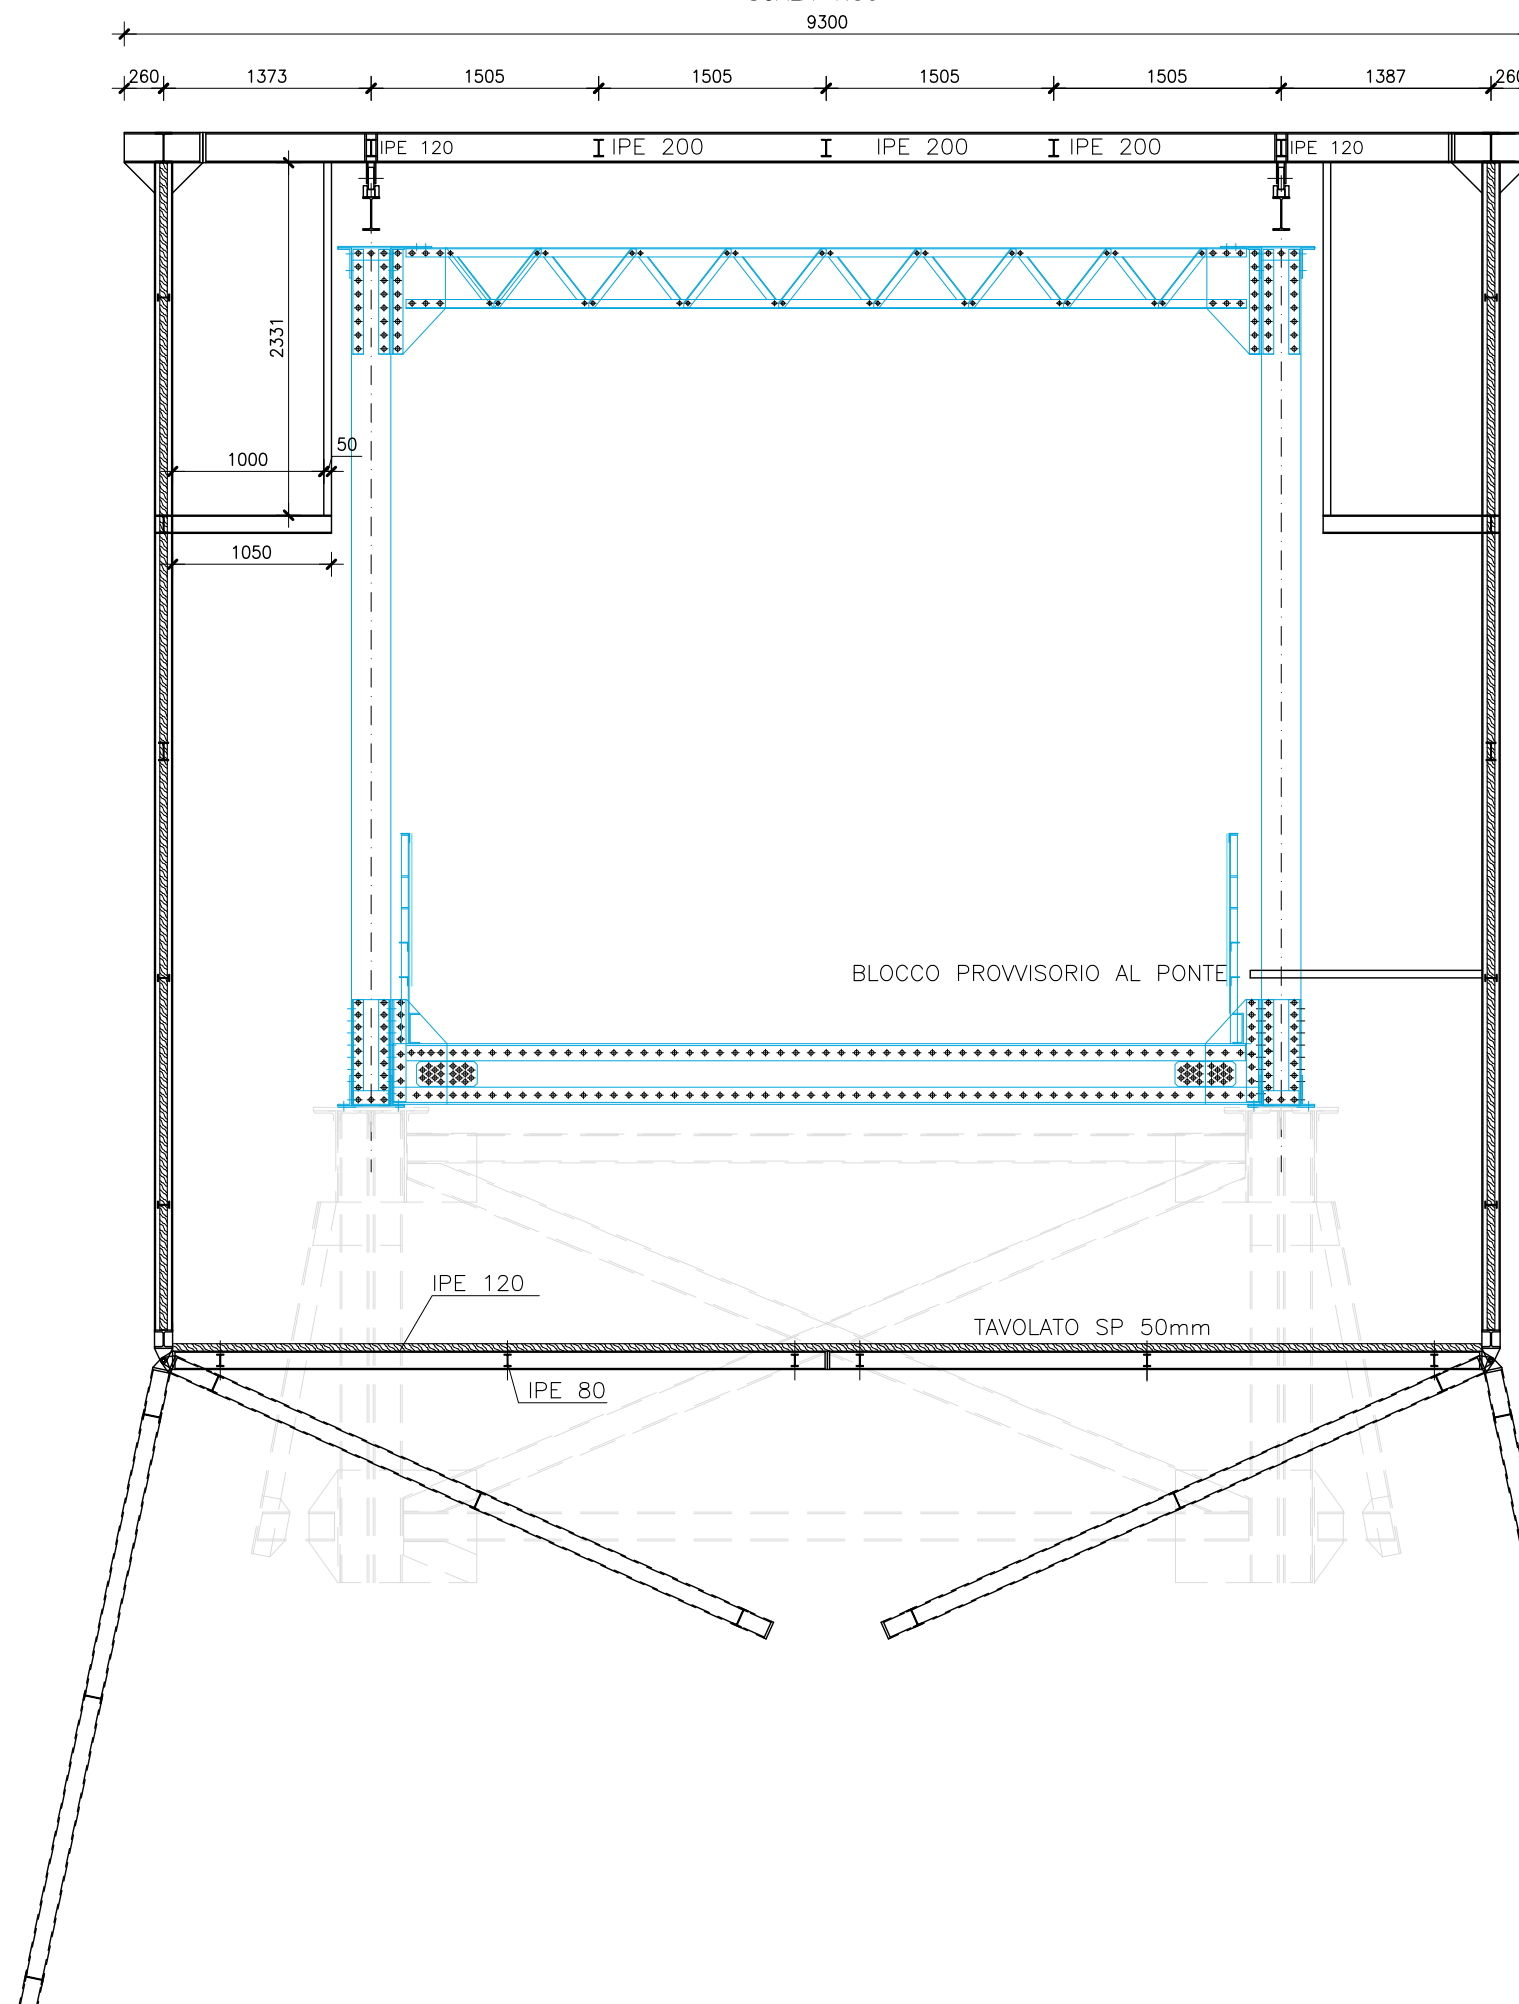 9300
260 1373 1505 1505 1505 1505 1387 260
IPE 120 IPE 200 IPE 200 IPE 200 IPE 120
2331
50
1000
1050
BLOCCO PROVVISORIO AL PONTE
IPE 120
TAVOLATO SP 50mm
IPE 80